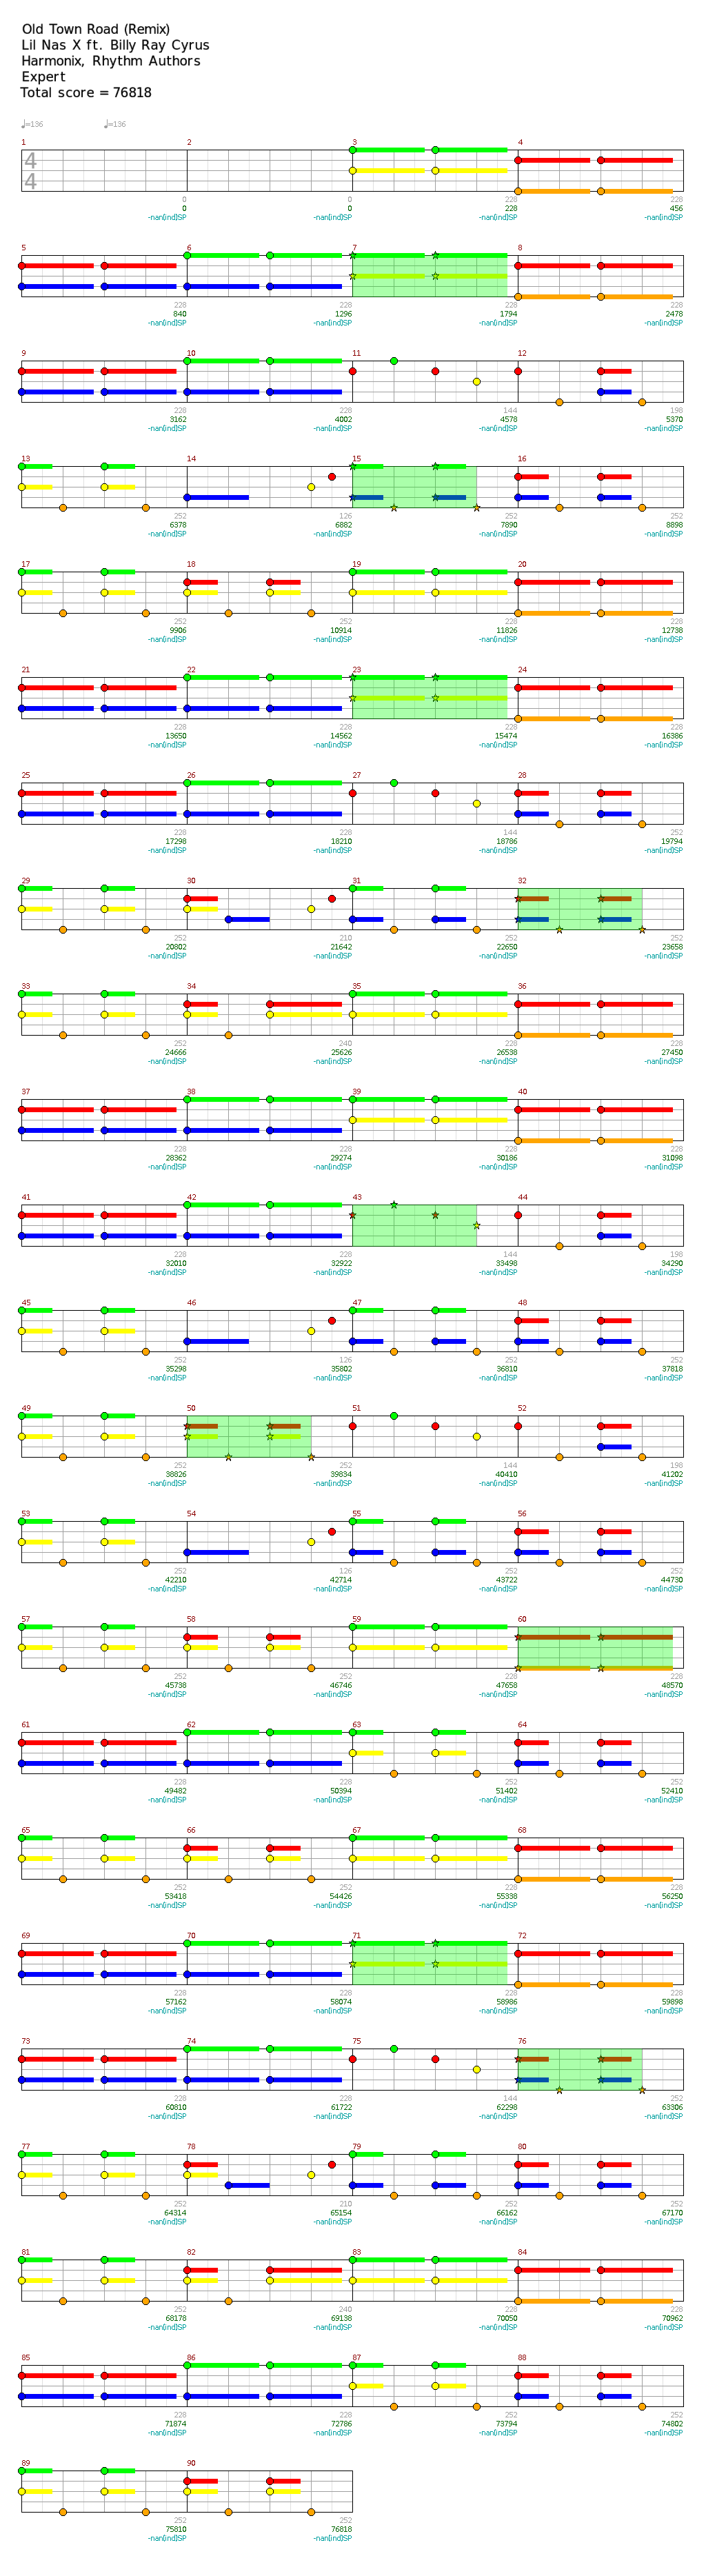 Old Town Road (Remix)
Lil Nas X ft. Billy Ray Cyrus
Harmonix, Rhythm Authors
Expert
Total score = 76818
♩=136 ♩=136
1 2 3 4
4
4
0 0 228 228
0 0 228 456
-nan(ind)SP -nan(ind)SP -nan(ind)SP -nan(ind)SP
5 6 7 8
228 228 228 228
840 1296 1794 2478
-nan(ind)SP -nan(ind)SP -nan(ind)SP -nan(ind)SP
9 10 11 12
228 228 144 198
3162 4002 4578 5370
-nan(ind)SP -nan(ind)SP -nan(ind)SP -nan(ind)SP
13 14 15 16
252 126 252 252
6378 6882 7890 8898
-nan(ind)SP -nan(ind)SP -nan(ind)SP -nan(ind)SP
17 18 19 20
252 252 228 228
9906 10914 11826 12738
-nan(ind)SP -nan(ind)SP -nan(ind)SP -nan(ind)SP
21 22 23 24
228 228 228 228
13650 14562 15474 16386
-nan(ind)SP -nan(ind)SP -nan(ind)SP -nan(ind)SP
25 26 27 28
228 228 144 252
17298 18210 18786 19794
-nan(ind)SP -nan(ind)SP -nan(ind)SP -nan(ind)SP
29 30 31 32
252 210 252 252
20802 21642 22650 23658
-nan(ind)SP -nan(ind)SP -nan(ind)SP -nan(ind)SP
33 34 35 36
252 240 228 228
24666 25626 26538 27450
-nan(ind)SP -nan(ind)SP -nan(ind)SP -nan(ind)SP
37 38 39 40
228 228 228 228
28362 29274 30186 31098
-nan(ind)SP -nan(ind)SP -nan(ind)SP -nan(ind)SP
41 42 43 44
228 228 144 198
32010 32922 33498 34290
-nan(ind)SP -nan(ind)SP -nan(ind)SP -nan(ind)SP
45 46 47 48
252 126 252 252
35298 35802 36810 37818
-nan(ind)SP -nan(ind)SP -nan(ind)SP -nan(ind)SP
49 50 51 52
252 252 144 198
38826 39834 40410 41202
-nan(ind)SP -nan(ind)SP -nan(ind)SP -nan(ind)SP
53 54 55 56
252 126 252 252
42210 42714 43722 44730
-nan(ind)SP -nan(ind)SP -nan(ind)SP -nan(ind)SP
57 58 59 60
252 252 228 228
45738 46746 47658 48570
-nan(ind)SP -nan(ind)SP -nan(ind)SP -nan(ind)SP
61 62 63 64
228 228 252 252
49482 50394 51402 52410
-nan(ind)SP -nan(ind)SP -nan(ind)SP -nan(ind)SP
65 66 67 68
252 252 228 228
53418 54426 55338 56250
-nan(ind)SP -nan(ind)SP -nan(ind)SP -nan(ind)SP
69 70 71 72
228 228 228 228
57162 58074 58986 59898
-nan(ind)SP -nan(ind)SP -nan(ind)SP -nan(ind)SP
73 74 75 76
228 228 144 252
60810 61722 62298 63306
-nan(ind)SP -nan(ind)SP -nan(ind)SP -nan(ind)SP
77 78 79 80
252 210 252 252
64314 65154 66162 67170
-nan(ind)SP -nan(ind)SP -nan(ind)SP -nan(ind)SP
81 82 83 84
252 240 228 228
68178 69138 70050 70962
-nan(ind)SP -nan(ind)SP -nan(ind)SP -nan(ind)SP
85 86 87 88
228 228 252 252
71874 72786 73794 74802
-nan(ind)SP -nan(ind)SP -nan(ind)SP -nan(ind)SP
89 90
252 252
75810 76818
-nan(ind)SP -nan(ind)SP